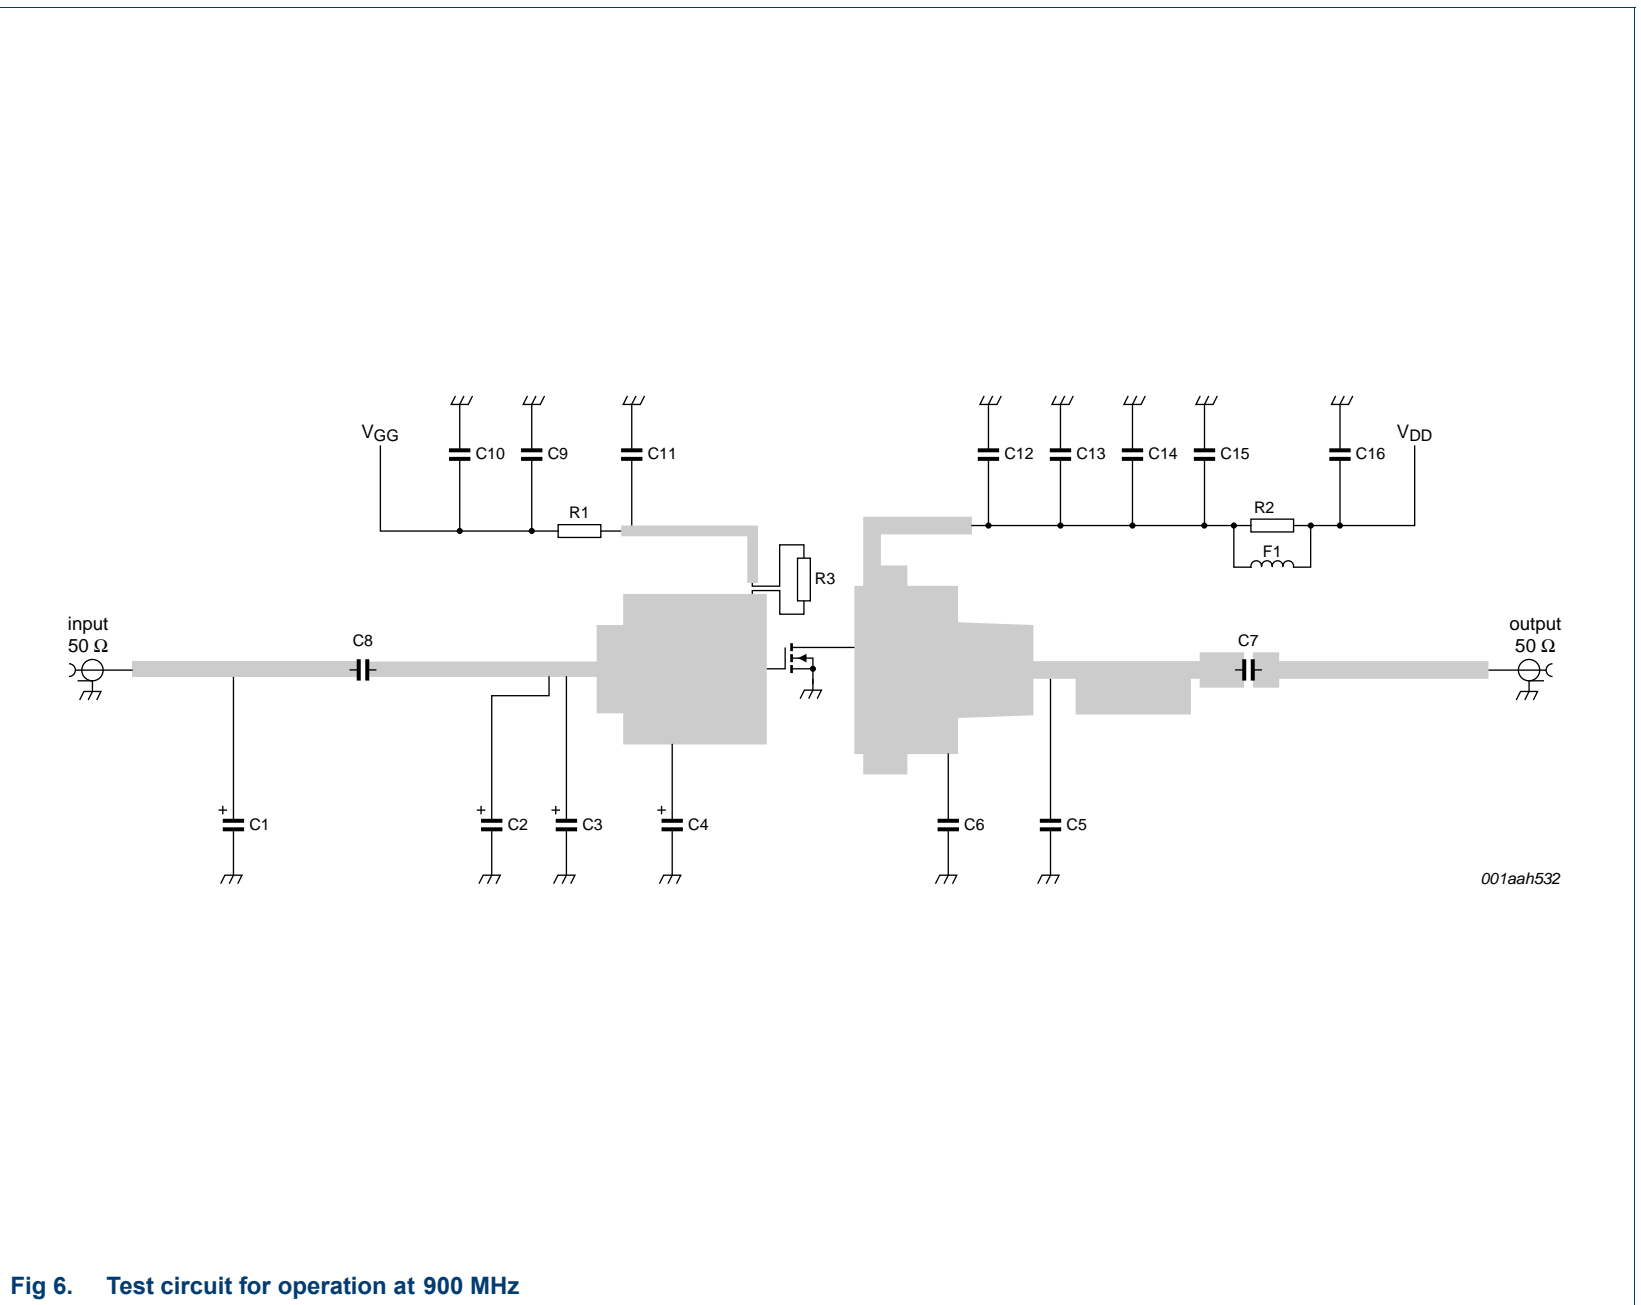 VGG
C10
C9
C11
C12
C13
C14
C15
C16
VDD
R1
R2
F1
R3
input
50 Ω
C8
C7
output
50 Ω
+
C1
+
C2
+
C3
+
C4
C6
C5
001aah532
Fig 6. Test circuit for operation at 900 MHz